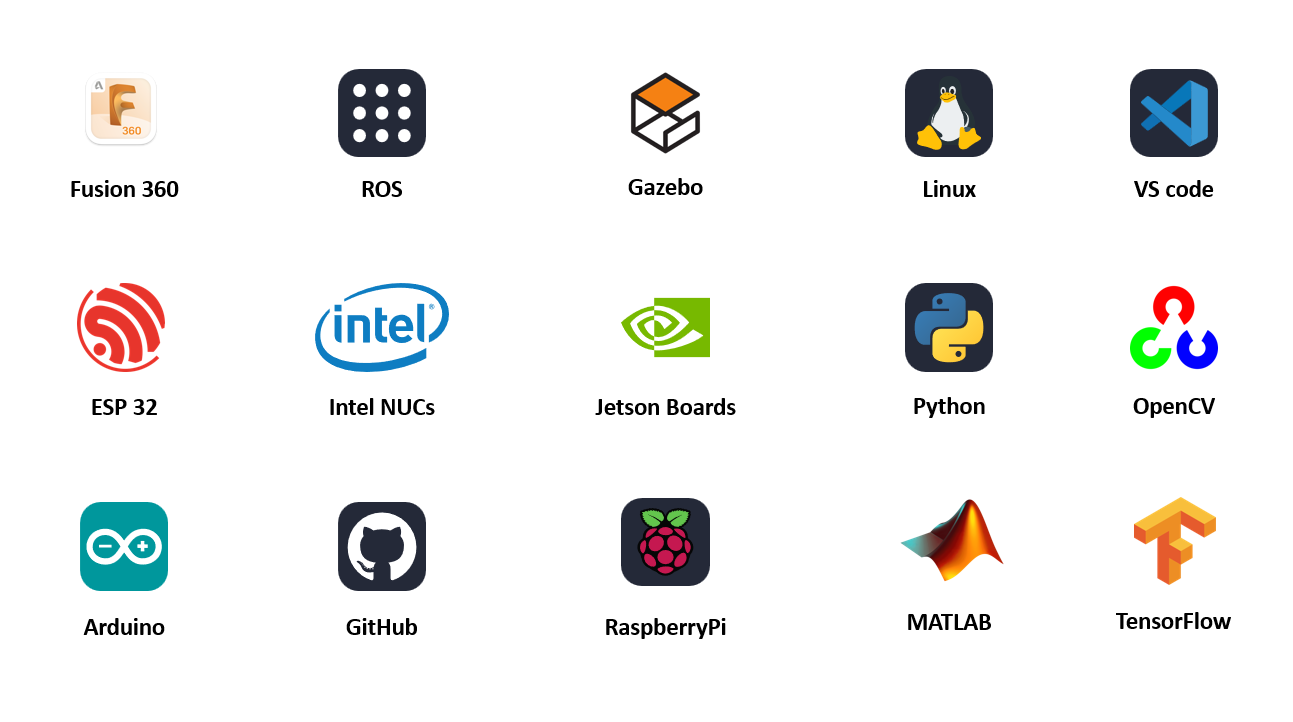 360
Fusion 360
ROS
Gazebo
Linux
VS code
intel®
ESP 32
Intel NUCs
Jetson Boards
Python
OpenCV
Arduino
GitHub
RaspberryPi
MATLAB
TensorFlow